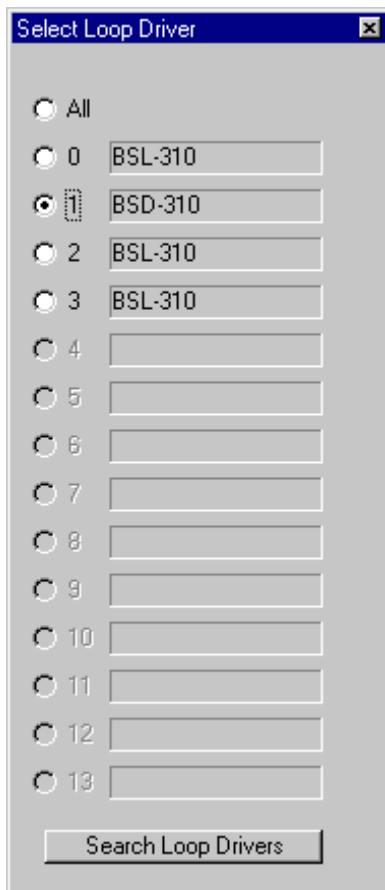 Select Loop Driver
All
0 BSL-310
1 BSD-310
2 BSL-310
3 BSL-310
4
5
6
7
8
9
10
11
12
13
Search Loop Drivers